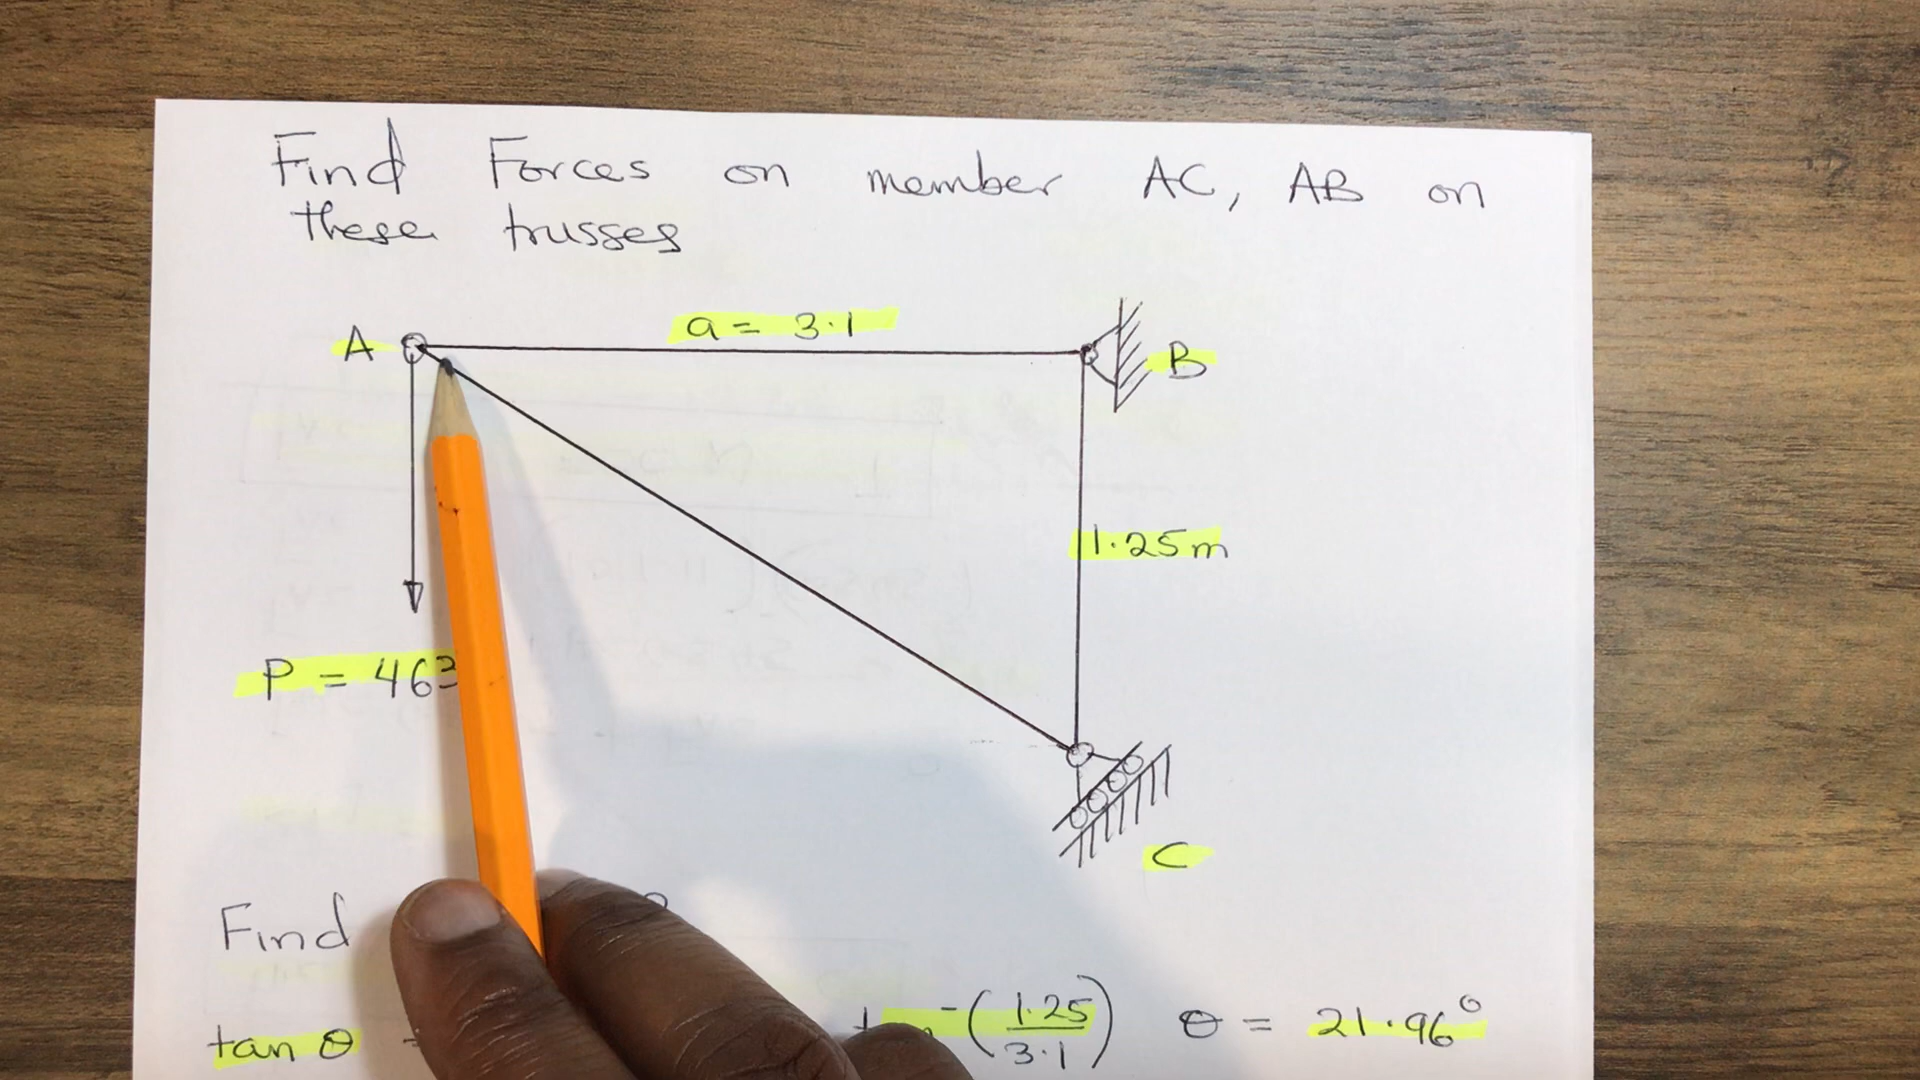 Find Forces on member AC, AB on
these trusses
a = 3.1
A
B
1.25m
P = 463
C
Find
tan θ (1.25/3.1) θ = 21.96°